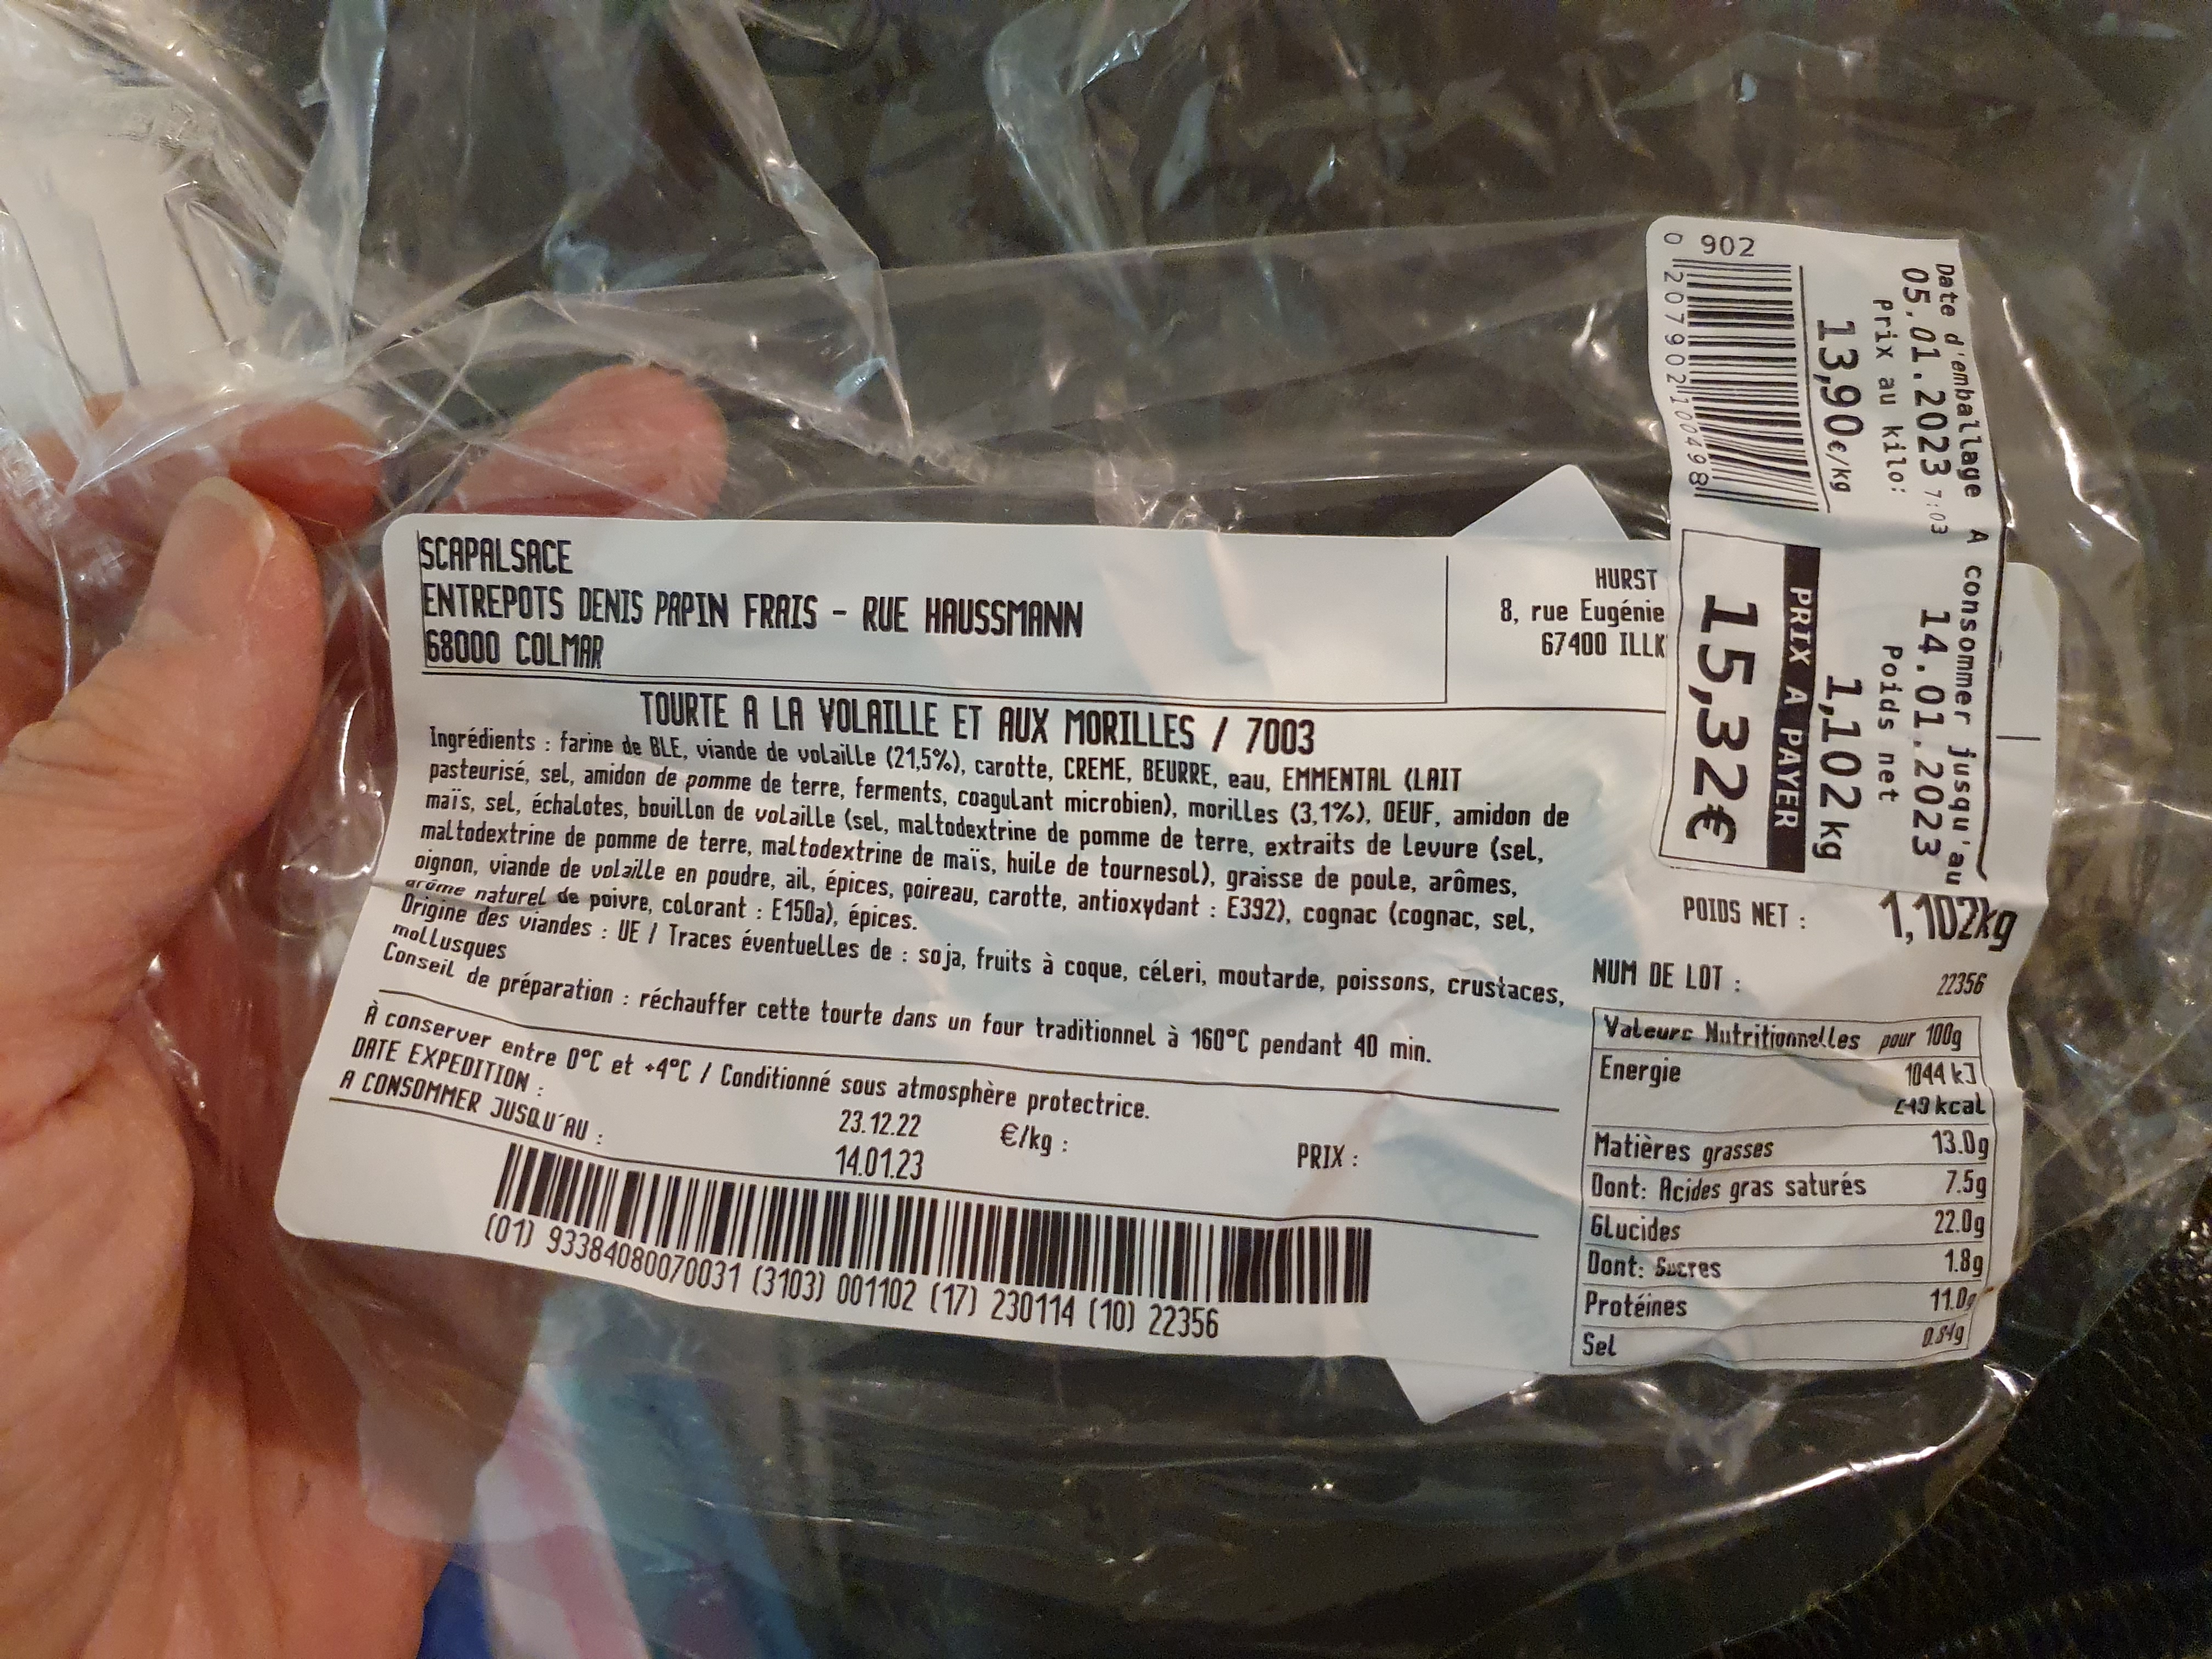 SCAPALSACE
ENTREPOTS DENIS PAPIN FRAIS - RUE HAUSSMANN
68000 COLMAR
HURST
8, rue Eugénie
67400 ILLK
TOURTE A LA VOLAILLE ET AUX MORILLES / 7003
Ingrédients : farine de BLE, viande de volaille (21,5%), carotte, CREME, BEURRE, eau, EMMENTAL (LAIT
pasteurisé, sel, amidon de pomme de terre, ferments, coagulant microbien), morilles (3,1%), OEUF, amidon de
maïs, sel, échalotes, bouillon de volaille (sel, maltodextrine de pomme de terre, extraits de levure (sel,
maltodextrine de pomme de terre, maltodextrine de maïs, huile de tournesol), graisse de poule, arômes,
oignon, viande de volaille en poudre, ail, épices, poireau, carotte, antioxydant : E392), cognac (cognac, sel,
arôme naturel de poivre, colorant : E150a), épices.
Origine des viandes : UE / Traces éventuelles de : soja, fruits à coque, céleri, moutarde, poissons, crustaces,
mollusques
Conseil de préparation : réchauffer cette tourte dans un four traditionnel à 160°C pendant 40 min.
À conserver entre 0°C et +4°C / Conditionné sous atmosphère protectrice.
DATE EXPEDITION : 23.12.22 €/kg : PRIX :
A CONSOMMER JUSQU'AU : 14.01.23
(01) 93384080070031 (3103) 001102 (17) 230114 (10) 22356
Date d'emballage A consommer jusqu'au
05.01.2023 7:03 14.01.2023
Prix au kilo: Poids net
13,90€/kg 1,102kg
PRIX A PAYER
15,32€
902
0 207902 100498
POIDS NET : 1,102kg
NUM DE LOT : 22356
Valeurs Nutritionnelles pour 100g
Energie 1044 kJ
kcal
Matières grasses 13.0g
Dont: Acides gras saturés 7.5g
Glucides 22.0g
Dont: Sucres 1.8g
Protéines 11.0g
Sel